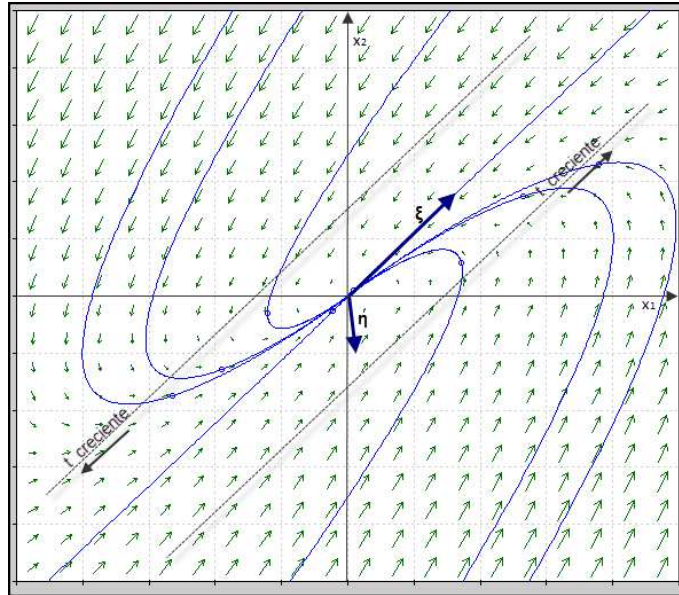 x₂
t creciente
ξ
x₁
ή
t creciente